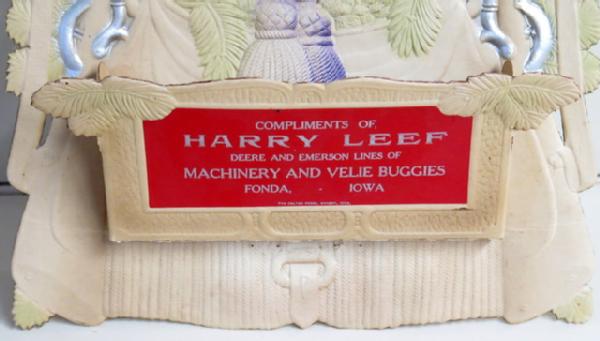 COMPLIMENTS OF
HARRY LEEF
DEERE AND EMERSON LINES OF
MACHINERY AND VELIE BUGGIES
FONDA, - IOWA